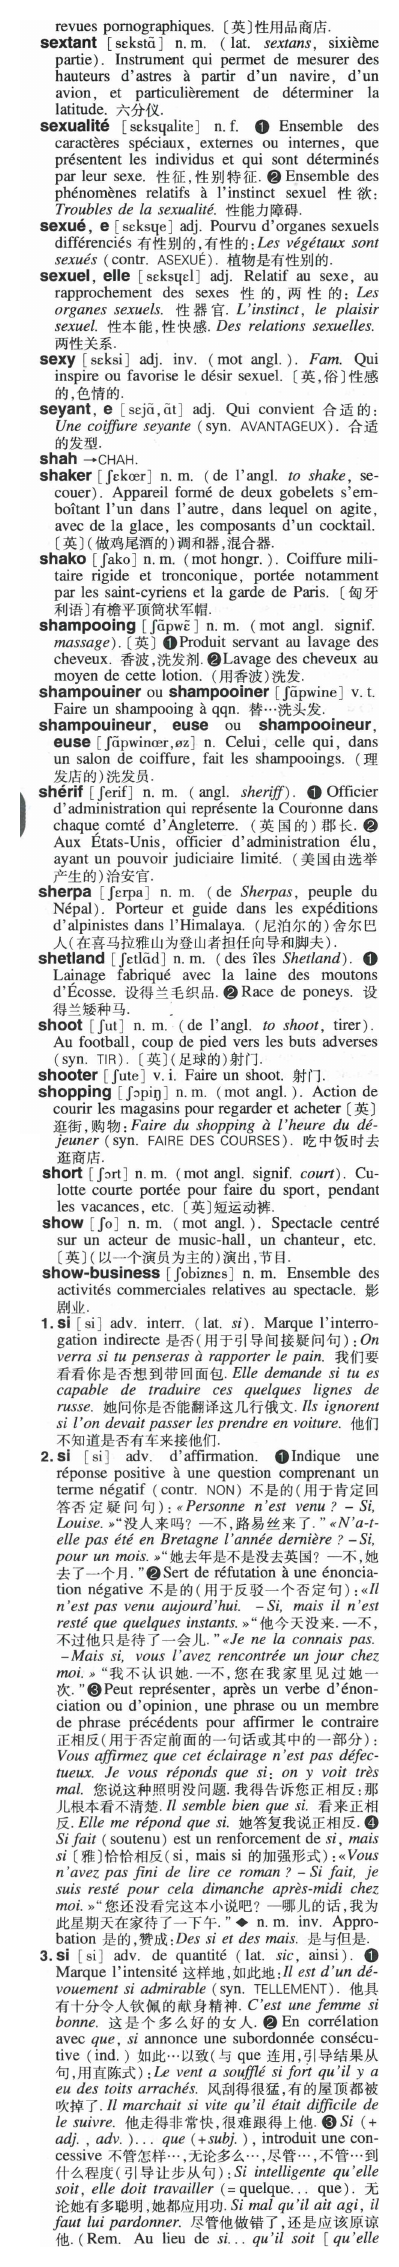 revues pornographiques. 〔英〕性用品商店.
sextant [sɛkstɑ̃] n. m. (lat. sextans, sixième
partie). Instrument qui permet de mesurer des
hauteurs d'astres à partir d'un navire, d'un
avion, et particulièrement de déterminer la
latitude. 六分仪.
sexualité [sɛksɥalite] n. f. ❶ Ensemble des
caractères spéciaux, externes ou internes, que
présentent les individus et qui sont déterminés
par leur sexe. 性征,性别特征. ❷ Ensemble des
phénomènes relatifs à l'instinct sexuel 性欲:
Troubles de la sexualité. 性能力障碍.
sexué, e [sɛksɥe] adj. Pourvu d'organes sexuels
différenciés 有性别的,有性的: Les végétaux sont
sexués (contr. ASEXUÉ). 植物是有性别的.
sexuel, elle [sɛksɥɛl] adj. Relatif au sexe, au
rapprochement des sexes 性的,两性的: Les
organes sexuels. 性器官. L'instinct, le plaisir
sexuel. 性本能,性快感. Des relations sexuelles.
两性关系.
sexy [sɛksi] adj. inv. (mot angl.). Fam. Qui
inspire ou favorise le désir sexuel. 〔英,俗〕性感
的,色情的.
seyant, e [sɛjɑ̃,ɑ̃t] adj. Qui convient 合适的:
Une coiffure seyante (syn. AVANTAGEUX). 合适
的发型.
shah →CHAH.
shaker [ʃɛkœr] n. m. (de l'angl. to shake, se-
couer). Appareil formé de deux gobelets s'em-
boîtant l'un dans l'autre, dans lequel on agite,
avec de la glace, les composants d'un cocktail.
〔英〕(做鸡尾酒的)调和器,混合器.
shako [ʃako] n. m. (mot hongr.). Coiffure mili-
taire rigide et tronconique, portée notamment
par les saint-cyriens et la garde de Paris. 〔匈牙
利语〕有檐平顶筒状军帽.
shampooing [ʃɑ̃pwɛ̃] n. m. (mot angl. signif.
massage). 〔英〕❶ Produit servant au lavage des
cheveux. 香波,洗发剂. ❷ Lavage des cheveux au
moyen de cette lotion. (用香波)洗发.
shampouiner ou shampooiner [ʃɑ̃pwine] v. t.
Faire un shampooing à qqn. 替…洗头发.
shampouineur, euse ou shampooineur,
euse [ʃɑ̃pwinœr,øz] n. Celui, celle qui, dans
un salon de coiffure, fait les shampooings. (理
发店的)洗发员.
shérif [ʃerif] n. m. (angl. sheriff). ❶ Officier
d'administration qui représente la Couronne dans
chaque comté d'Angleterre. (英国的)郡长. ❷
Aux États-Unis, officier d'administration élu,
ayant un pouvoir judiciaire limité. (美国由选举
产生的)治安官.
sherpa [ʃɛrpa] n. m. (de Sherpas, peuple du
Népal). Porteur et guide dans les expéditions
d'alpinistes dans l'Himalaya. (尼泊尔的)舍尔巴
人(在喜马拉雅山为登山者担任向导和脚夫).
shetland [ʃɛtlɑ̃d] n. m. (des îles Shetland). ❶
Lainage fabriqué avec la laine des moutons
d'Écosse. 设得兰毛织品. ❷ Race de poneys. 设
得兰矮种马.
shoot [ʃut] n. m. (de l'angl. to shoot, tirer).
Au football, coup de pied vers les buts adverses
(syn. TIR). 〔英〕(足球的)射门.
shooter [ʃute] v. i. Faire un shoot. 射门.
shopping [ʃɔpiŋ] n. m. (mot angl.). Action de
courir les magasins pour regarder et acheter〔英〕
逛街,购物: Faire du shopping à l'heure du dé-
jeuner (syn. FAIRE DES COURSES). 吃中饭时去
逛商店.
short [ʃɔrt] n. m. (mot angl. signif. court). Cu-
lotte courte portée pour faire du sport, pendant
les vacances, etc. 〔英〕短运动裤.
show [ʃo] n. m. (mot angl.). Spectacle centré
sur un acteur de music-hall, un chanteur, etc.
〔英〕(以一个演员为主的)演出,节目.
show-business [ʃobiznɛs] n. m. Ensemble des
activités commerciales relatives au spectacle. 影
剧业.
1. si [si] adv. interr. (lat. si). Marque l'interro-
gation indirecte 是否(用于引导间接疑问句): On
verra si tu penseras à rapporter le pain. 我们要
看看你是否想到带回面包. Elle demande si tu es
capable de traduire ces quelques lignes de
russe. 她问你是否能翻译这几行俄文. Ils ignorent
si l'on devait passer les prendre en voiture. 他们
不知道是否有车来接他们.
2. si [si] adv. d'affirmation. ❶ Indique une
réponse positive à une question comprenant un
terme négatif (contr. NON) 不是的(用于肯定回
答否定疑问句): «Personne n'est venu ? – Si,
Louise. »“没人来吗? —不,路易丝来了.” «N'a-t-
elle pas été en Bretagne l'année dernière ? – Si,
pour un mois. »“她去年是不是没去英国? —不,她
去了一个月.”❷ Sert de réfutation à une énoncia-
tion négative 不是的(用于反驳一个否定句): «Il
n'est pas venu aujourd'hui. – Si, mais il n'est
resté que quelques instants. »“他今天没来. —不,
不过他只是待了一会儿.” «Je ne la connais pas.
– Mais si, vous l'avez rencontrée un jour chez
moi. » “我不认识她. —不,您在我家里见过她一
次.”❸ Peut représenter, après un verbe d'énon-
ciation ou d'opinion, une phrase ou un membre
de phrase précédents pour affirmer le contraire
正相反(用于否定前面的一句话或其中的一部分):
Vous affirmez que cet éclairage n'est pas défec-
tueux. Je vous réponds que si: on y voit très
mal. 您说这种照明没问题. 我得告诉您正相反:那
儿根本看不清楚. Il semble bien que si. 看来正相
反. Elle me répond que si. 她答复我说正相反. ❹
Si fait (soutenu) est un renforcement de si, mais
si〔雅〕恰恰相反(si, mais si 的加强形式): «Vous
n'avez pas fini de lire ce roman ? – Si fait, je
suis resté pour cela dimanche après-midi chez
moi. »“您还没看完这本小说吧? —哪儿的话,我为
此星期天在家待了一下午.” ◆ n. m. inv. Appro-
bation 是的,赞成: Des si et des mais. 是与但是.
3. si [si] adv. de quantité (lat. sic, ainsi). ❶
Marque l'intensité 这样地,如此地: Il est d'un dé-
vouement si admirable (syn. TELLEMENT). 他具
有十分令人钦佩的献身精神. C'est une femme si
bonne. 这是个多么好的女人. ❷ En corrélation
avec que, si annonce une subordonnée consécu-
tive (ind.) 如此…以致(与 que 连用,引导结果从
句,用直陈式): Le vent a soufflé si fort qu'il y a
eu des toits arrachés. 风刮得很猛,有的屋顶都被
吹掉了. Il marchait si vite qu'il était difficile de
le suivre. 他走得非常快,很难跟得上他. ❸ Si (+
adj., adv.)... que (+subj.), introduit une con-
cessive 不管怎样…,无论多么…,尽管…,不管…到
什么程度(引导让步从句): Si intelligente qu'elle
soit, elle doit travailler (= quelque... que). 无
论她有多聪明,她都应用功. Si mal qu'il ait agi, il
faut lui pardonner. 尽管他做错了,还是应该原谅
他. (Rem. Au lieu de si... qu'il soit [qu'elle